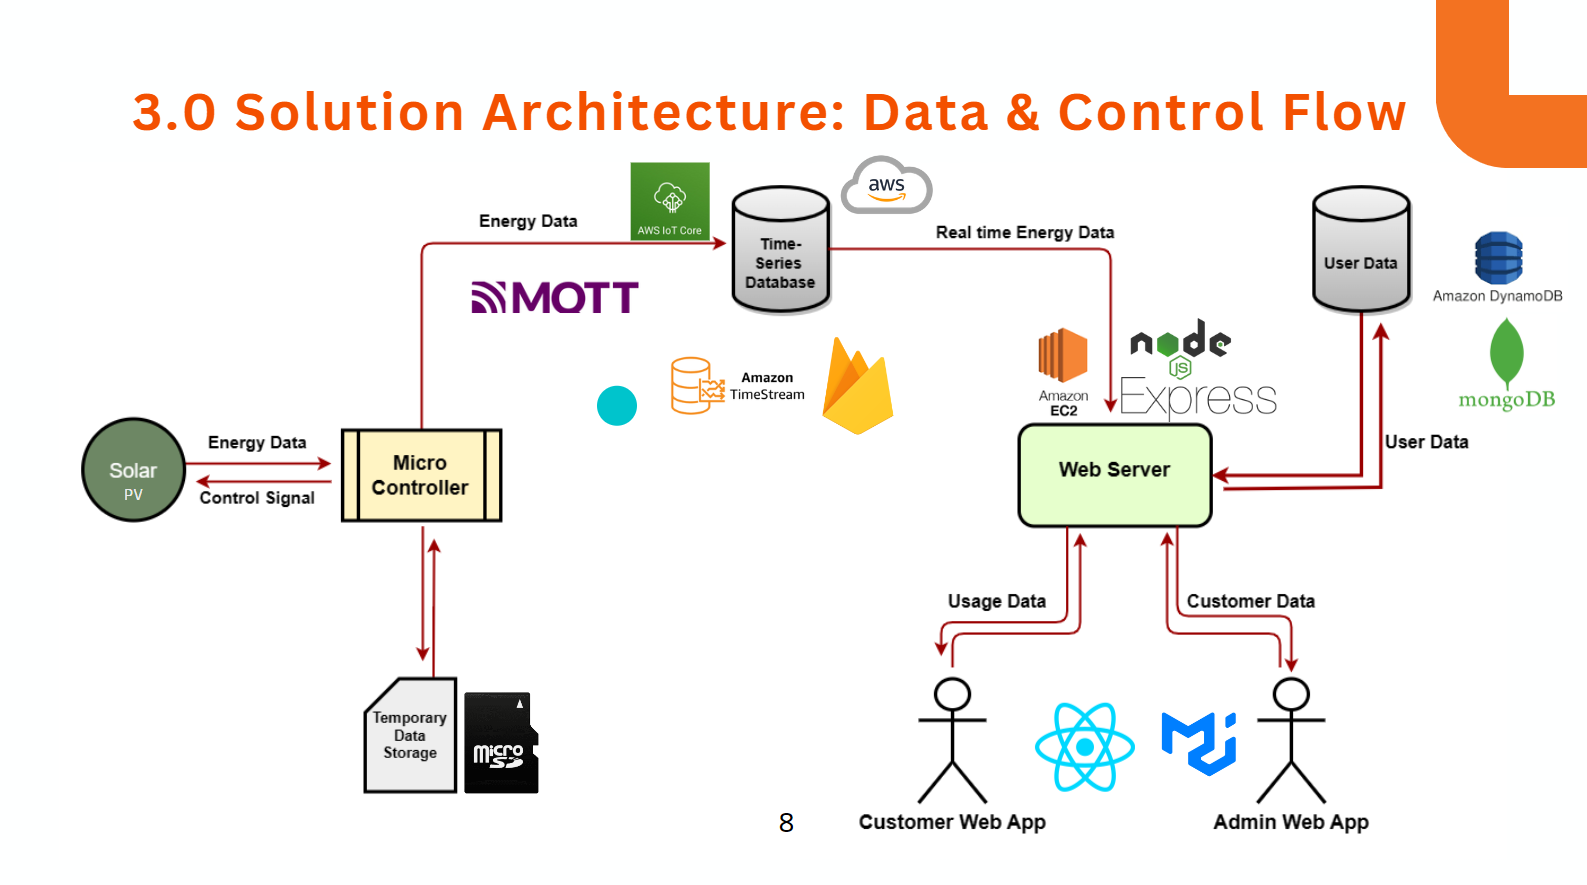 3.0 Solution Architecture: Data & Control Flow
AWS IoT Core
aws
Energy Data
Time-
Series
Database
Real time Energy Data
User Data
Amazon DynamoDB
MQTT
node
JS
Express
Amazon
EC2
Amazon
TimeStream
mongoDB
User Data
Energy Data
Solar
PV
Control Signal
Micro
Controller
Web Server
Usage Data
Customer Data
Temporary
Data
Storage
micro
SD
8
Customer Web App
Admin Web App